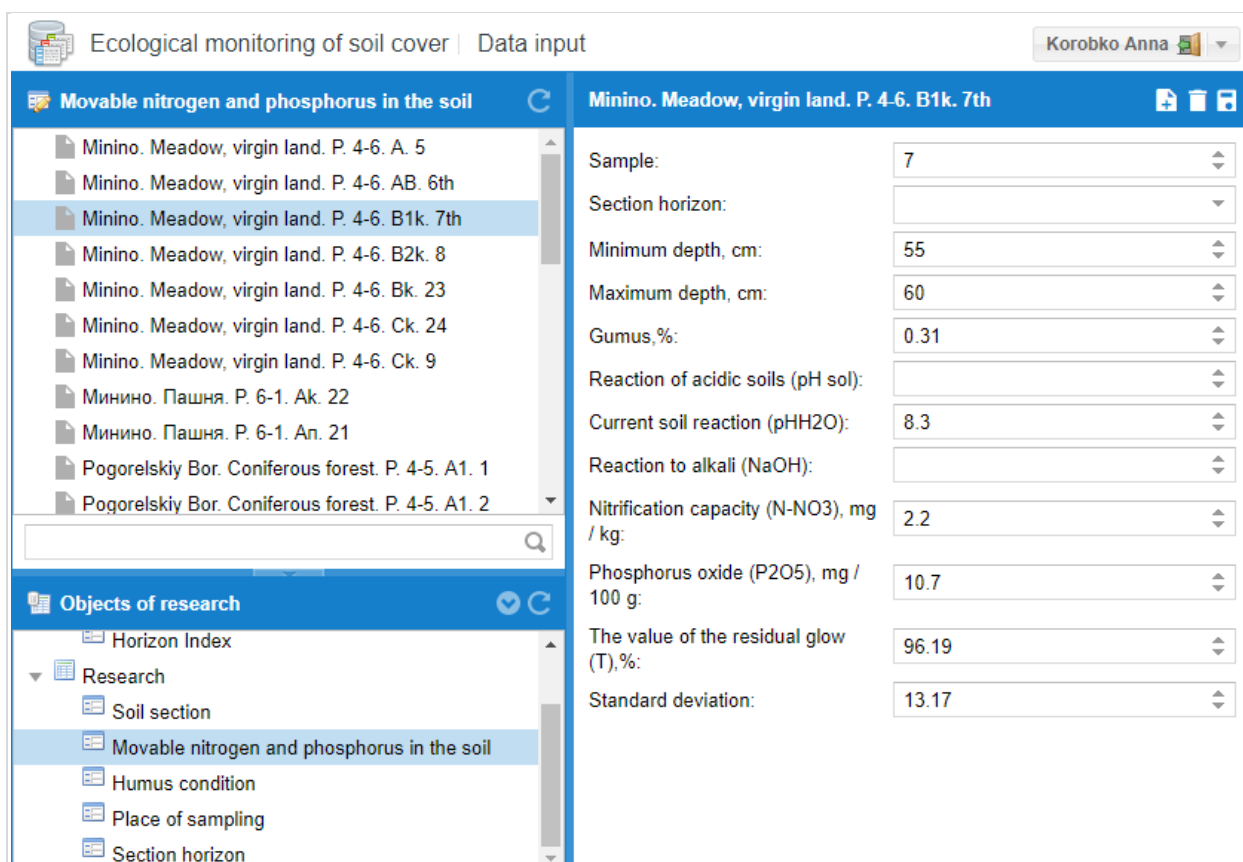 Ecological monitoring of soil cover | Data input
Korobko Anna
Movable nitrogen and phosphorus in the soil
Minino. Meadow, virgin land. P. 4-6. A. 5
Minino. Meadow, virgin land. P. 4-6. AB. 6th
Minino. Meadow, virgin land. P. 4-6. B1k. 7th
Minino. Meadow, virgin land. P. 4-6. B2k. 8
Minino. Meadow, virgin land. P. 4-6. Bk. 23
Minino. Meadow, virgin land. P. 4-6. Ck. 24
Minino. Meadow, virgin land. P. 4-6. Ck. 9
Минино. Пашня. Р. 6-1. Ak. 22
Минино. Пашня. Р. 6-1. Ап. 21
Pogorelskiy Bor. Coniferous forest. P. 4-5. A1. 1
Pogorelskiy Bor. Coniferous forest. P. 4-5. A1. 2
Objects of research
Horizon Index
Research
Soil section
Movable nitrogen and phosphorus in the soil
Humus condition
Place of sampling
Section horizon
Minino. Meadow, virgin land. P. 4-6. B1k. 7th
Sample: 7
Section horizon:
Minimum depth, cm: 55
Maximum depth, cm: 60
Gumus,%: 0.31
Reaction of acidic soils (pH sol):
Current soil reaction (pHH2O): 8.3
Reaction to alkali (NaOH):
Nitrification capacity (N-NO3), mg
/ kg: 2.2
Phosphorus oxide (P2O5), mg /
100 g: 10.7
The value of the residual glow
(T),%: 96.19
Standard deviation: 13.17